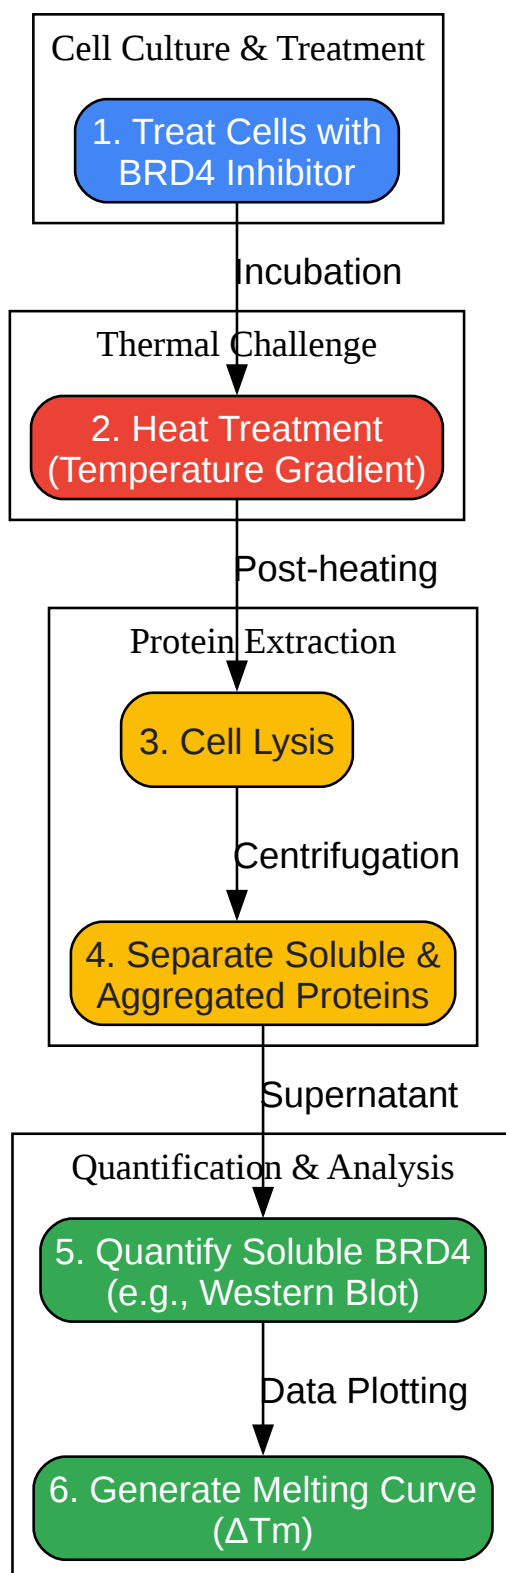 Cell Culture & Treatment
1. Treat Cells with
BRD4 Inhibitor
Incubation
Thermal Challenge
2. Heat Treatment
(Temperature Gradient)
Post-heating
Protein Extraction
3. Cell Lysis
Centrifugation
4. Separate Soluble &
Aggregated Proteins
Supernatant
Quantification & Analysis
5. Quantify Soluble BRD4
(e.g., Western Blot)
Data Plotting
6. Generate Melting Curve
(ΔTm)